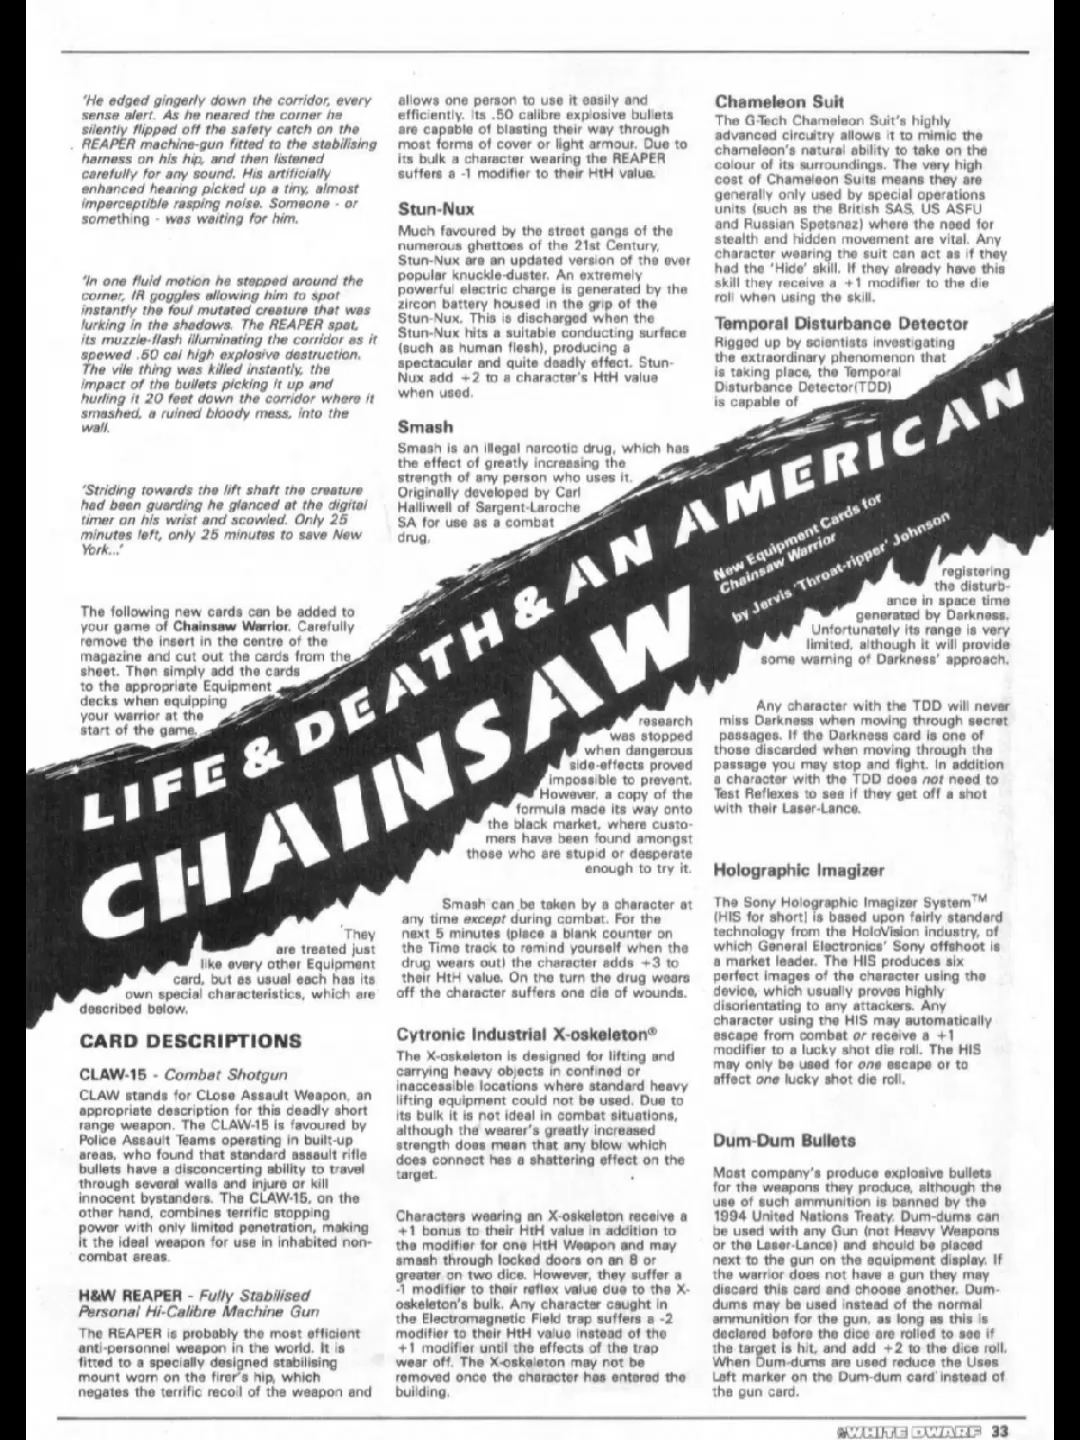 'He edged gingerly down the corridor, every
sense alert. As he neared the corner he
silently flipped off the safety catch on the
REAPER machine-gun fitted to the stabilising
harness on his hip, and then listened
carefully for any sound. His artificially
enhanced hearing picked up a tiny, almost
imperceptible rasping noise. Someone - or
something - was waiting for him.
'In one fluid motion he stepped around the
corner, IR goggles allowing him to spot
instantly the foul mutated creature that was
lurking in the shadows. The REAPER spat,
its muzzle-flash illuminating the corridor as it
spewed .50 cal high explosive destruction.
The vile thing was killed instantly, the
impact of the bullets picking it up and
hurling it 20 feet down the corridor where it
smashed, a ruined bloody mess, into the
wall.
'Striding towards the lift shaft the creature
had been guarding he glanced at the digital
timer on his wrist and scowled. Only 25
minutes left, only 25 minutes to save New
York...'
The following new cards can be added to
your game of Chainsaw Warrior. Carefully
remove the insert in the centre of the
magazine and cut out the cards from the
sheet. Then simply add the cards
to the appropriate Equipment
decks when equipping
your warrior at the
start of the game.
LIFE & DEATH & AN AMERICAN
CHAINSAW
New Equipment Cards for
Chainsaw Warrior
by Jervis 'Throat-ripper' Johnson
They
are treated just
like every other Equipment
card, but as usual each has its
own special characteristics, which are
described below.
CARD DESCRIPTIONS
CLAW-15 - Combat Shotgun
CLAW stands for CLose Assault Weapon, an
appropriate description for this deadly short
range weapon. The CLAW-15 is favoured by
Police Assault Teams operating in built-up
areas, who found that standard assault rifle
bullets have a disconcerting ability to travel
through several walls and injure or kill
innocent bystanders. The CLAW-15, on the
other hand, combines terrific stopping
power with only limited penetration, making
it the ideal weapon for use in inhabited non-
combat areas.
H&W REAPER - Fully Stabilised
Personal Hi-Calibre Machine Gun
The REAPER is probably the most efficient
anti-personnel weapon in the world. It is
fitted to a specially designed stabilising
mount worn on the firer's hip, which
negates the terrific recoil of the weapon and
allows one person to use it easily and
efficiently. Its .50 calibre explosive bullets
are capable of blasting their way through
most forms of cover or light armour. Due to
its bulk a character wearing the REAPER
suffers a -1 modifier to their HtH value.
Stun-Nux
Much favoured by the street gangs of the
numerous ghettoes of the 21st Century,
Stun-Nux are an updated version of the ever
popular knuckle-duster. An extremely
powerful electric charge is generated by the
zircon battery housed in the grip of the
Stun-Nux. This is discharged when the
Stun-Nux hits a suitable conducting surface
(such as human flesh), producing a
spectacular and quite deadly effect. Stun-
Nux add +2 to a character's HtH value
when used.
Smash
Smash is an illegal narcotic drug, which has
the effect of greatly increasing the
strength of any person who uses it.
Originally developed by Carl
Halliwell of Sargent-Laroche
SA for use as a combat
drug,
research
was stopped
when dangerous
side-effects proved
impossible to prevent.
However, a copy of the
formula made its way onto
the black market, where custo-
mers have been found amongst
those who are stupid or desperate
enough to try it.
Smash can be taken by a character at
any time except during combat. For the
next 5 minutes (place a blank counter on
the Time track to remind yourself when the
drug wears out) the character adds +3 to
their HtH value. On the turn the drug wears
off the character suffers one die of wounds.
Cytronic Industrial X-oskeleton®
The X-oskeleton is designed for lifting and
carrying heavy objects in confined or
inaccessible locations where standard heavy
lifting equipment could not be used. Due to
its bulk it is not ideal in combat situations,
although the wearer's greatly increased
strength does mean that any blow which
does connect has a shattering effect on the
target.
Characters wearing an X-oskeleton receive a
+1 bonus to their HtH value in addition to
the modifier for one HtH Weapon and may
smash through locked doors on an 8 or
greater on two dice. However, they suffer a
-1 modifier to their reflex value due to the X-
oskeleton's bulk. Any character caught in
the Electromagnetic Field trap suffers a -2
modifier to their HtH value instead of the
+1 modifier until the effects of the trap
wear off. The X-oskeleton may not be
removed once the character has entered the
building.
Chameleon Suit
The G-Tech Chameleon Suit's highly
advanced circuitry allows it to mimic the
chameleon's natural ability to take on the
colour of its surroundings. The very high
cost of Chameleon Suits means they are
generally only used by special operations
units (such as the British SAS, US ASFU
and Russian Spetsnaz) where the need for
stealth and hidden movement are vital. Any
character wearing the suit can act as if they
had the 'Hide' skill. If they already have this
skill they receive a +1 modifier to the die
roll when using the skill.
Temporal Disturbance Detector
Rigged up by scientists investigating
the extraordinary phenomenon that
is taking place, the Temporal
Disturbance Detector(TDD)
is capable of
registering
the disturb-
ance in space time
generated by Darkness.
Unfortunately its range is very
limited, although it will provide
some warning of Darkness' approach.
Any character with the TDD will never
miss Darkness when moving through secret
passages. If the Darkness card is one of
those discarded when moving through the
passage you may stop and fight. In addition
a character with the TDD does not need to
Test Reflexes to see if they get off a shot
with their Laser-Lance.
Holographic Imagizer
The Sony Holographic Imagizer System™
(HIS for short) is based upon fairly standard
technology from the HoloVision industry, of
which General Electronics' Sony offshoot is
a market leader. The HIS produces six
perfect images of the character using the
device, which usually proves highly
disorientating to any attackers. Any
character using the HIS may automatically
escape from combat or receive a +1
modifier to a lucky shot die roll. The HIS
may only be used for one escape or to
affect one lucky shot die roll.
Dum-Dum Bullets
Most company's produce explosive bullets
for the weapons they produce, although the
use of such ammunition is banned by the
1994 United Nations Treaty. Dum-dums can
be used with any Gun (not Heavy Weapons
or the Laser-Lance) and should be placed
next to the gun on the equipment display. If
the warrior does not have a gun they may
discard this card and choose another. Dum-
dums may be used instead of the normal
ammunition for the gun, as long as this is
declared before the dice are rolled to see if
the target is hit, and add +2 to the dice roll.
When Dum-dums are used reduce the Uses
Left marker on the Dum-dum card instead of
the gun card.
WHITE DWARF 33